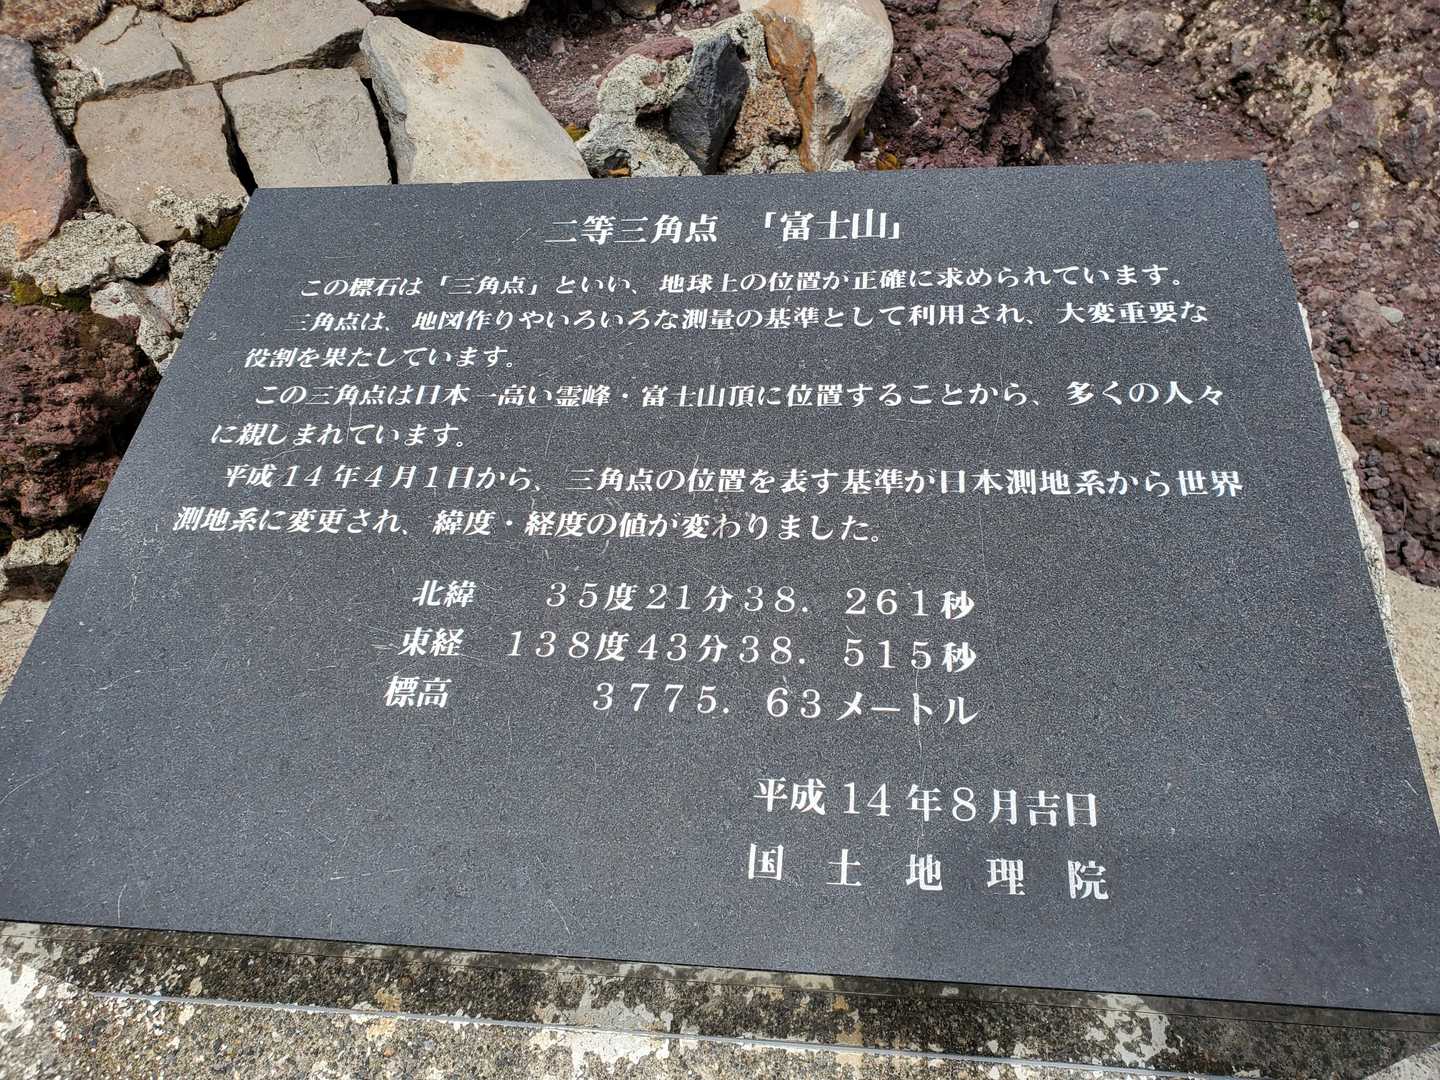 二等三角点 「富士山」
この標石は「三角点」といい、地球上の位置が正確に求められています。
三角点は、地図作りやいろいろな測量の基準として利用され、大変重要な
役割を果たしています。
この三角点は日本一高い霊峰・富士山頂に位置することから、多くの人々
に親しまれています。
平成14年4月1日から、三角点の位置を表す基準が日本測地系から世界
測地系に変更され、緯度・経度の値が変わりました。
北緯 35度21分38.261秒
東経 138度43分38.515秒
標高 3775.63メートル
平成14年8月吉日
国土地理院